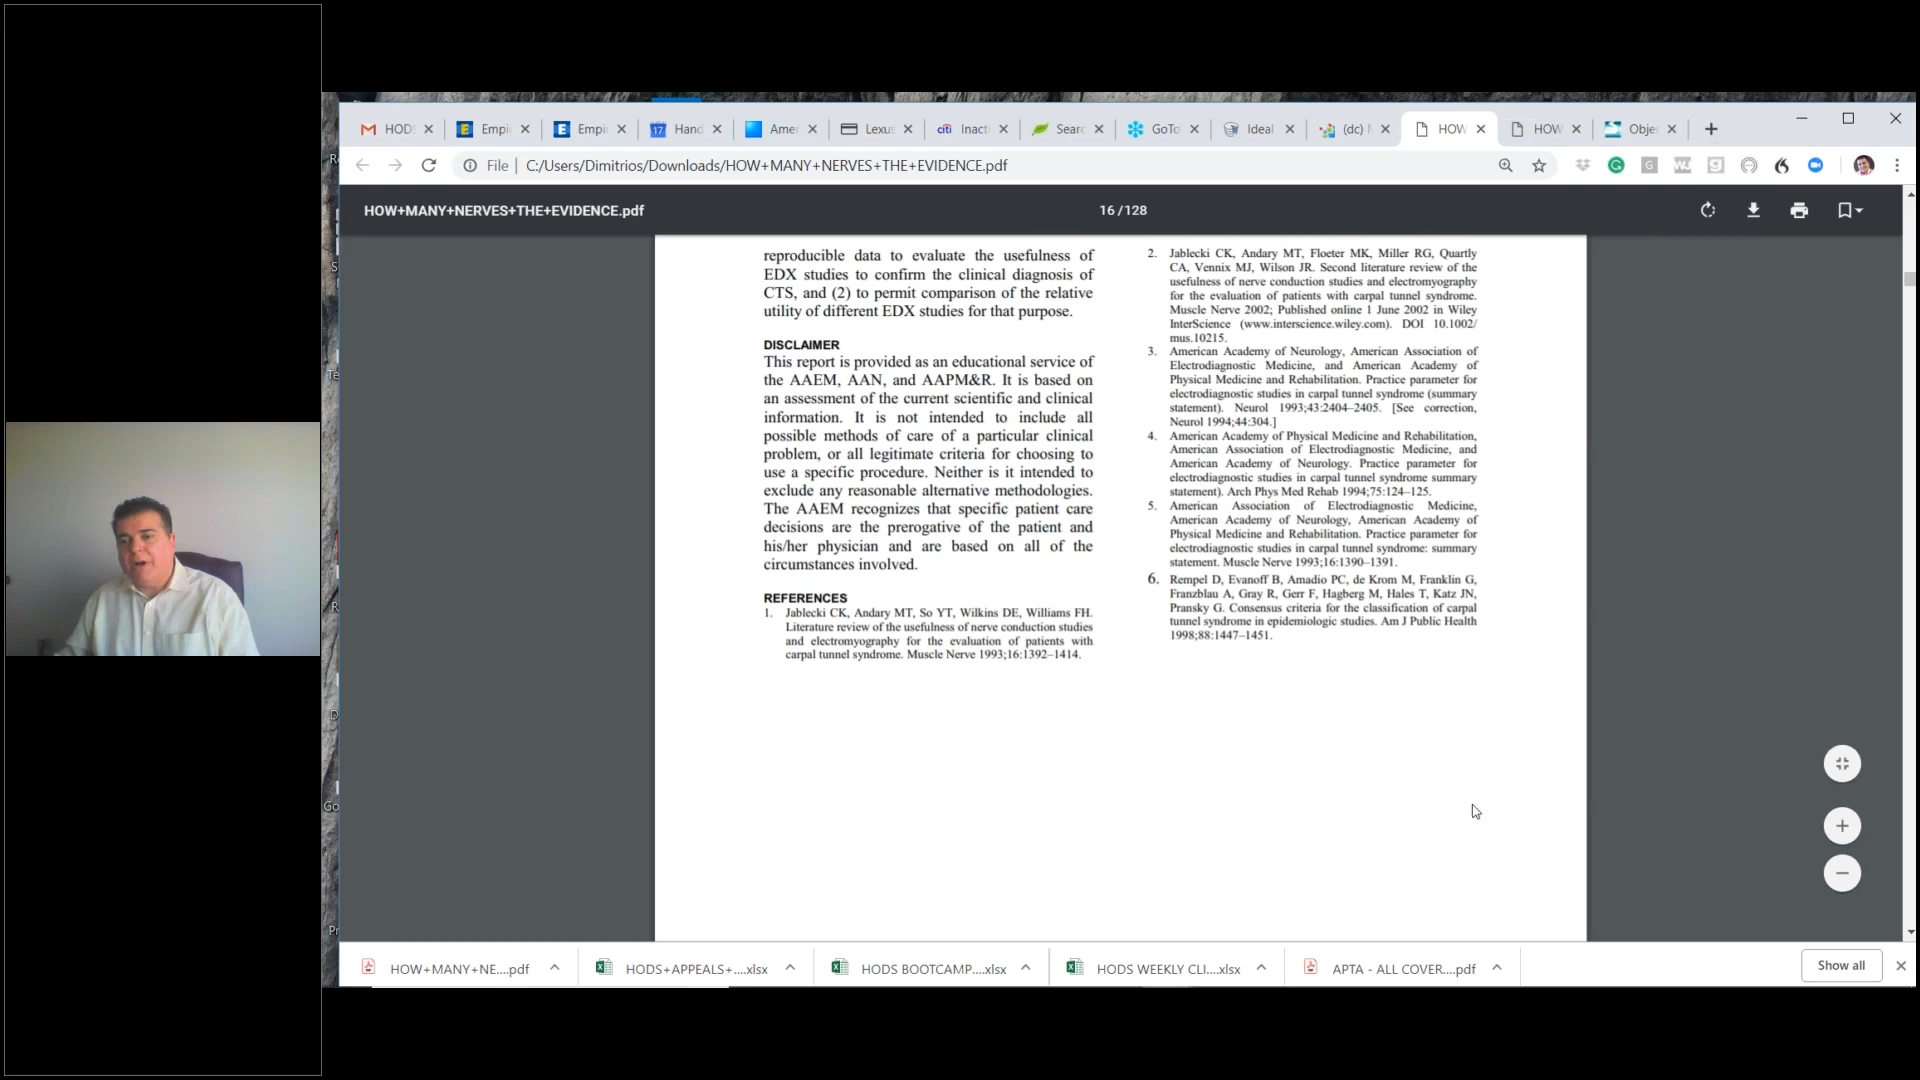 HOD
Empi
Empi
17
Hand
Amer
Lexus
citi
Inacti
Searc
GoTo
Ideal
(dc)
HOW
HOW
Objec
File
C:/Users/Dimitrios/Downloads/HOW+MANY+NERVES+THE+EVIDENCE.pdf
HOW+MANY+NERVES+THE+EVIDENCE.pdf
16 / 128
reproducible data to evaluate the usefulness of
EDX studies to confirm the clinical diagnosis of
CTS, and (2) to permit comparison of the relative
utility of different EDX studies for that purpose.
DISCLAIMER
This report is provided as an educational service of
the AAEM, AAN, and AAPM&R. It is based on
an assessment of the current scientific and clinical
information. It is not intended to include all
possible methods of care of a particular clinical
problem, or all legitimate criteria for choosing to
use a specific procedure. Neither is it intended to
exclude any reasonable alternative methodologies.
The AAEM recognizes that specific patient care
decisions are the prerogative of the patient and
his/her physician and are based on all of the
circumstances involved.
REFERENCES
1. Jablecki CK, Andary MT, So YT, Wilkins DE, Williams FH.
Literature review of the usefulness of nerve conduction studies
and electromyography for the evaluation of patients with
carpal tunnel syndrome. Muscle Nerve 1993;16:1392–1414.
2. Jablecki CK, Andary MT, Floeter MK, Miller RG, Quartly
CA, Vennix MJ, Wilson JR. Second literature review of the
usefulness of nerve conduction studies and electromyography
for the evaluation of patients with carpal tunnel syndrome.
Muscle Nerve 2002; Published online 1 June 2002 in Wiley
InterScience (www.interscience.wiley.com). DOI 10.1002/
mus.10215.
3. American Academy of Neurology, American Association of
Electrodiagnostic Medicine, and American Academy of
Physical Medicine and Rehabilitation. Practice parameter for
electrodiagnostic studies in carpal tunnel syndrome (summary
statement). Neurol 1993;43:2404–2405. [See correction,
Neurol 1994;44:304.]
4. American Academy of Physical Medicine and Rehabilitation,
American Association of Electrodiagnostic Medicine, and
American Academy of Neurology. Practice parameter for
electrodiagnostic studies in carpal tunnel syndrome summary
statement). Arch Phys Med Rehab 1994;75:124–125.
5. American Association of Electrodiagnostic Medicine,
American Academy of Neurology, American Academy of
Physical Medicine and Rehabilitation. Practice parameter for
electrodiagnostic studies in carpal tunnel syndrome: summary
statement. Muscle Nerve 1993;16:1390–1391.
6. Rempel D, Evanoff B, Amadio PC, de Krom M, Franklin G,
Franzblau A, Gray R, Gerr F, Hagberg M, Hales T, Katz JN,
Pransky G. Consensus criteria for the classification of carpal
tunnel syndrome in epidemiologic studies. Am J Public Health
1998;88:1447–1451.
HOW+MANY+NE....pdf
HODS+APPEALS+....xlsx
HODS BOOTCAMP....xlsx
HODS WEEKLY CLI....xlsx
APTA - ALL COVER....pdf
Show all